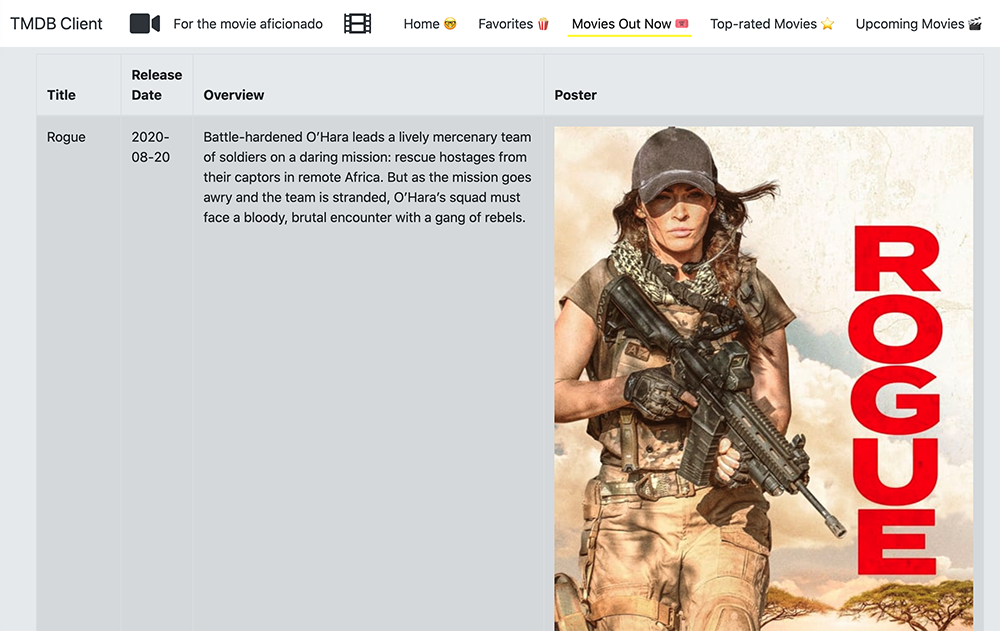 TMDB Client For the movie aficionado Home 🤓 Favorites 🍿 Movies Out Now 🎟️ Top-rated Movies ⭐ Upcoming Movies 🎬
Title Release Date Overview Poster
Rogue
2020-
08-20
Battle-hardened O’Hara leads a lively mercenary team
of soldiers on a daring mission: rescue hostages from
their captors in remote Africa. But as the mission goes
awry and the team is stranded, O’Hara’s squad must
face a bloody, brutal encounter with a gang of rebels.
ROGUE